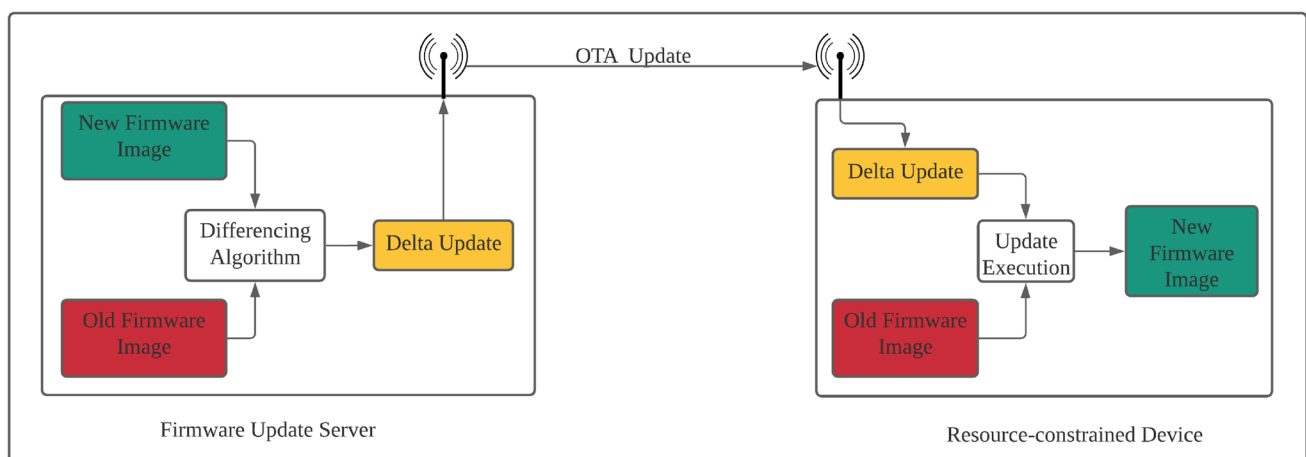 OTA Update
New Firmware
Image
Differencing
Algorithm
Delta Update
Old Firmware
Image
Firmware Update Server
Delta Update
Update
Execution
New
Firmware
Image
Old Firmware
Image
Resource-constrained Device